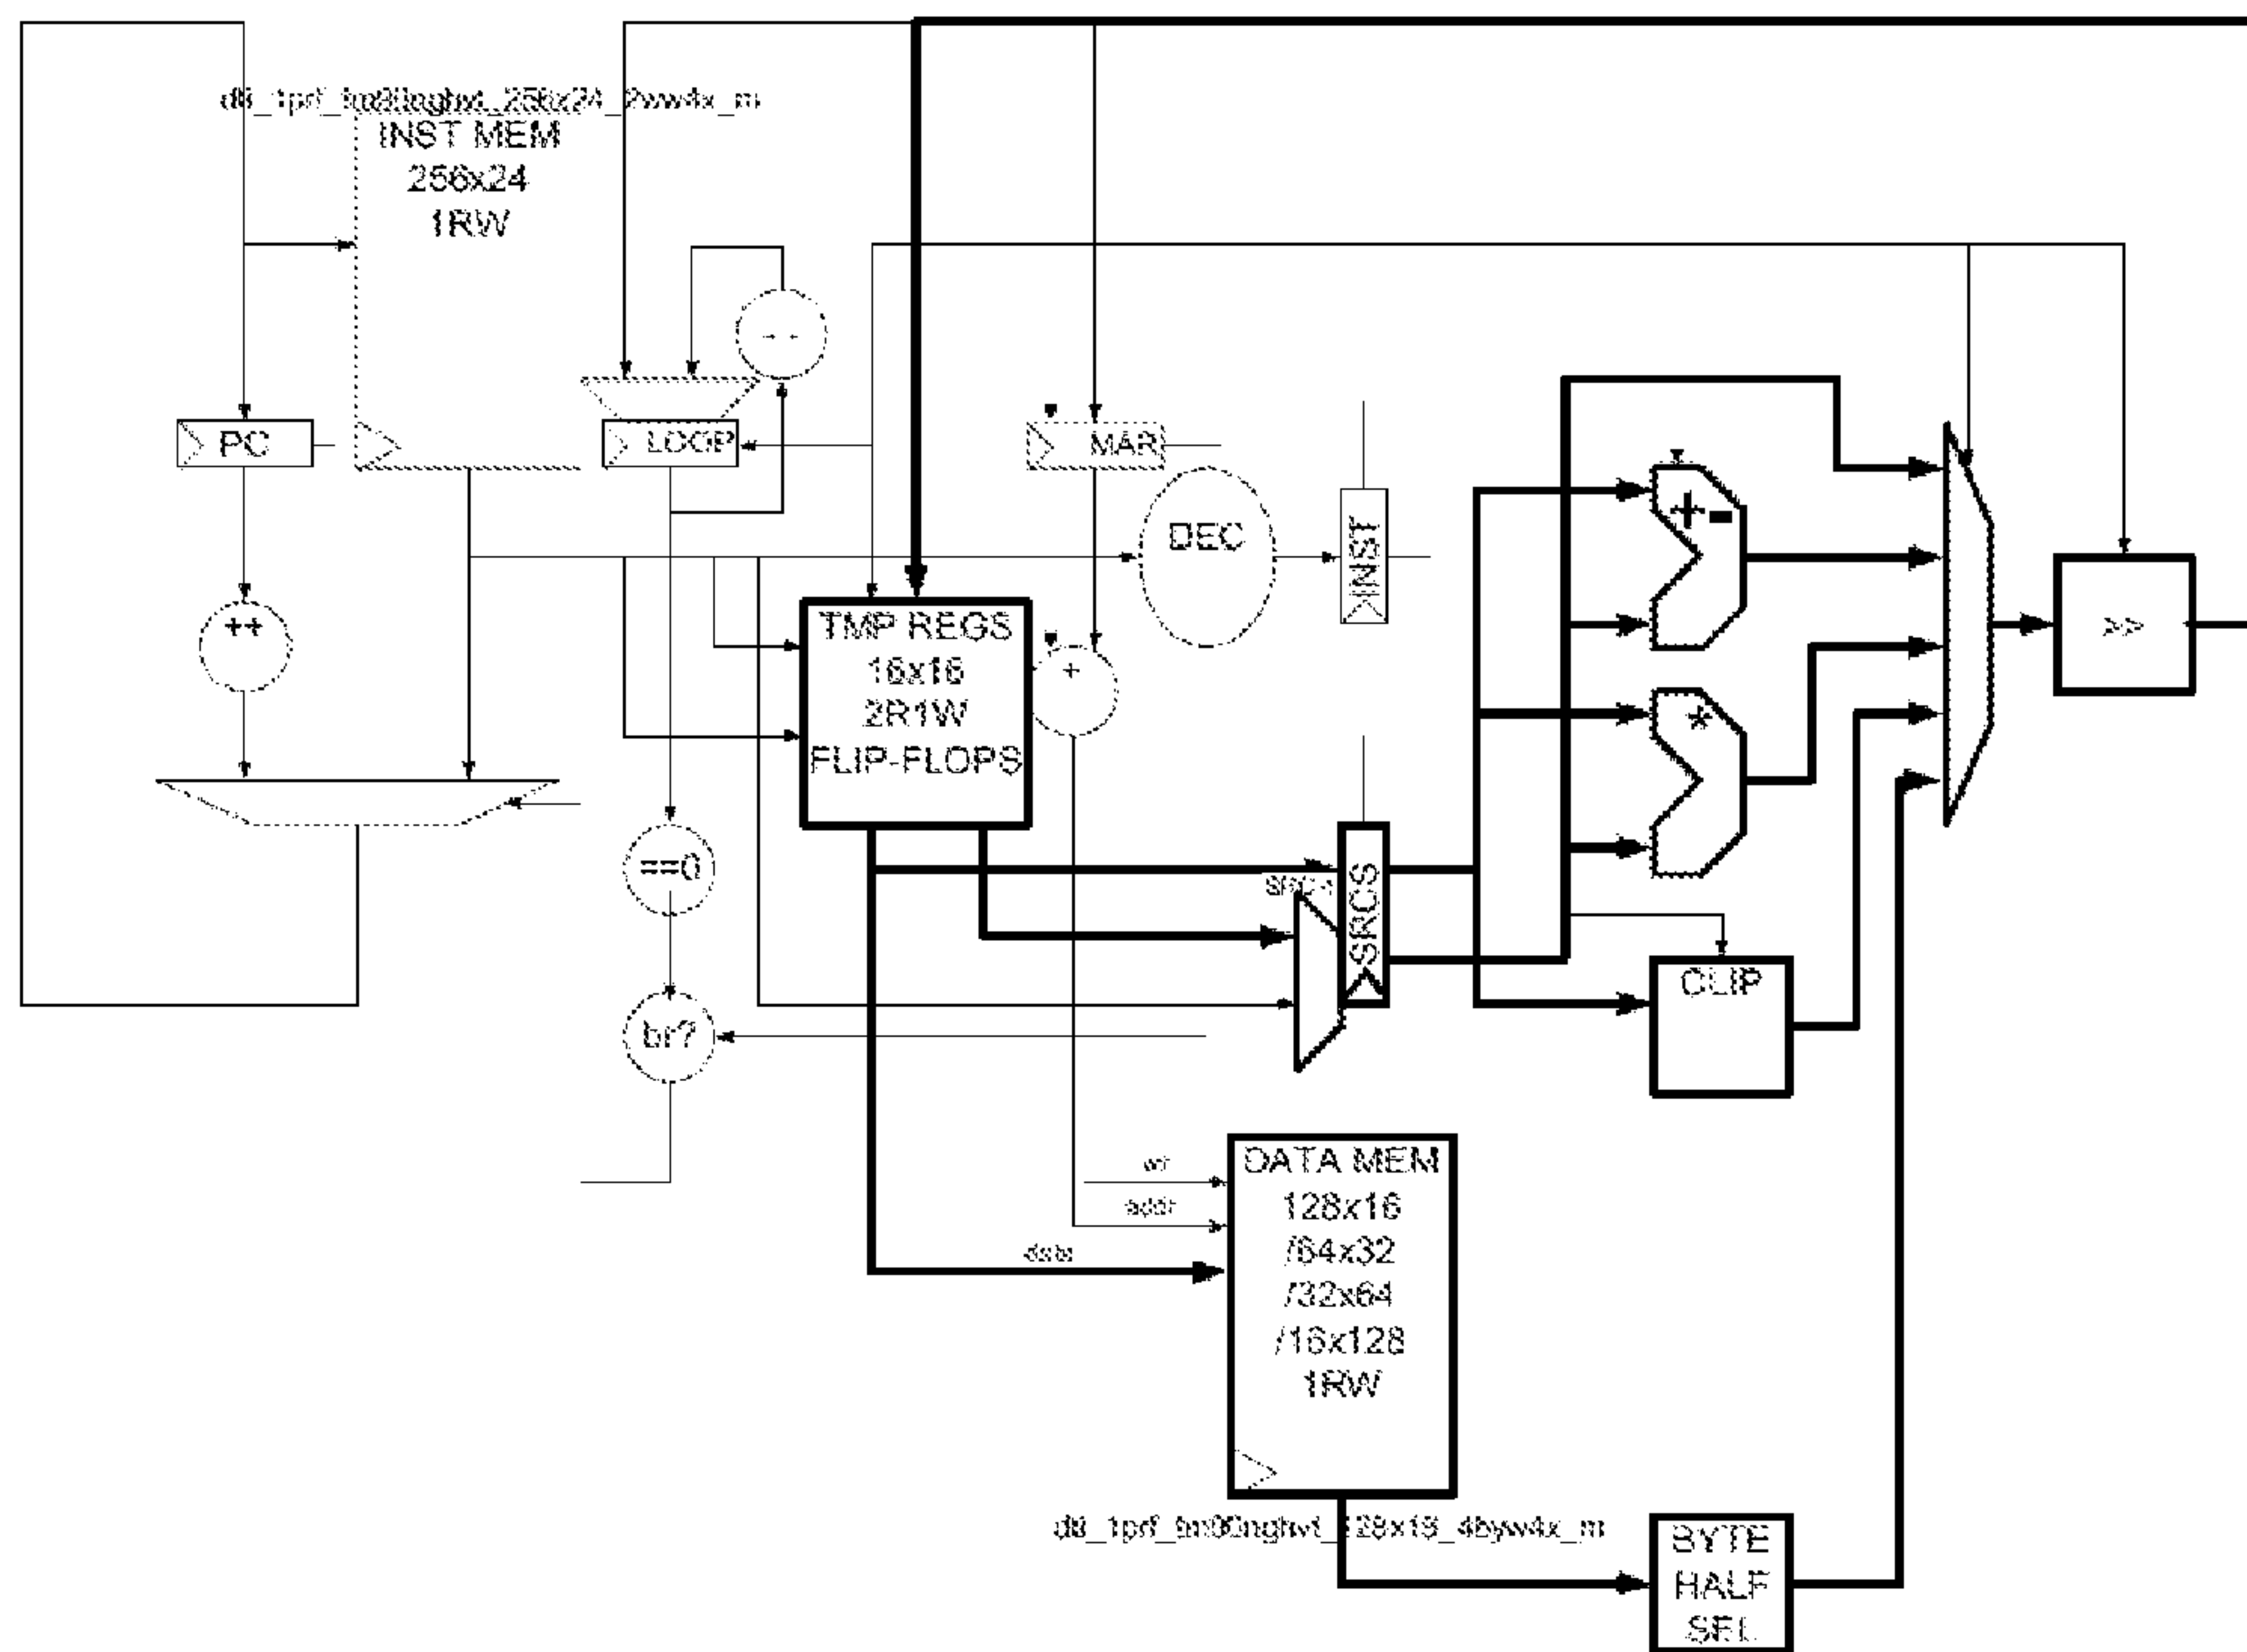 INST MEM
256x24
1RW
--
PC
LOOP
MAR
DEC
INST
+-
++
TMP REGS
16x16
2R1W
FLIP-FLOPS
+
>>
*
==0
SRCS
br?
CLIP
wr
addr
data
DATA MEM
128x16
/64x32
/32x64
/16x128
1RW
BYTE
HALF
SEL